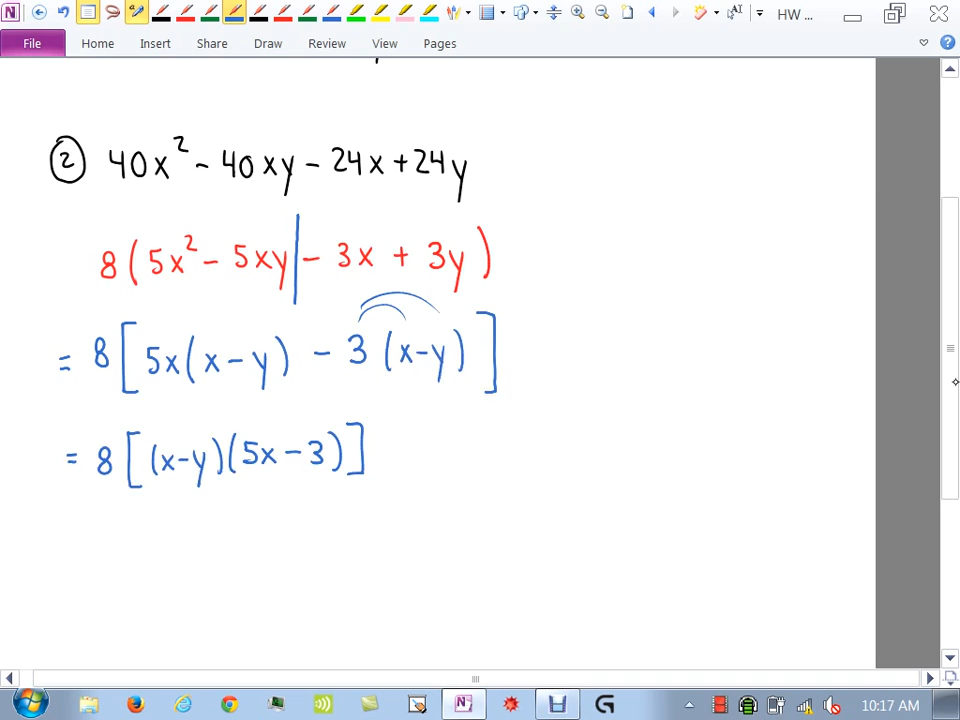 HW ...
File Home Insert Share Draw Review View Pages
② 40x² - 40xy - 24x + 24y
8 ( 5x² - 5xy | - 3x + 3y )
= 8 [ 5x ( x - y ) - 3 ( x - y ) ]
= 8 [ ( x - y ) ( 5x - 3 ) ]
10:17 AM